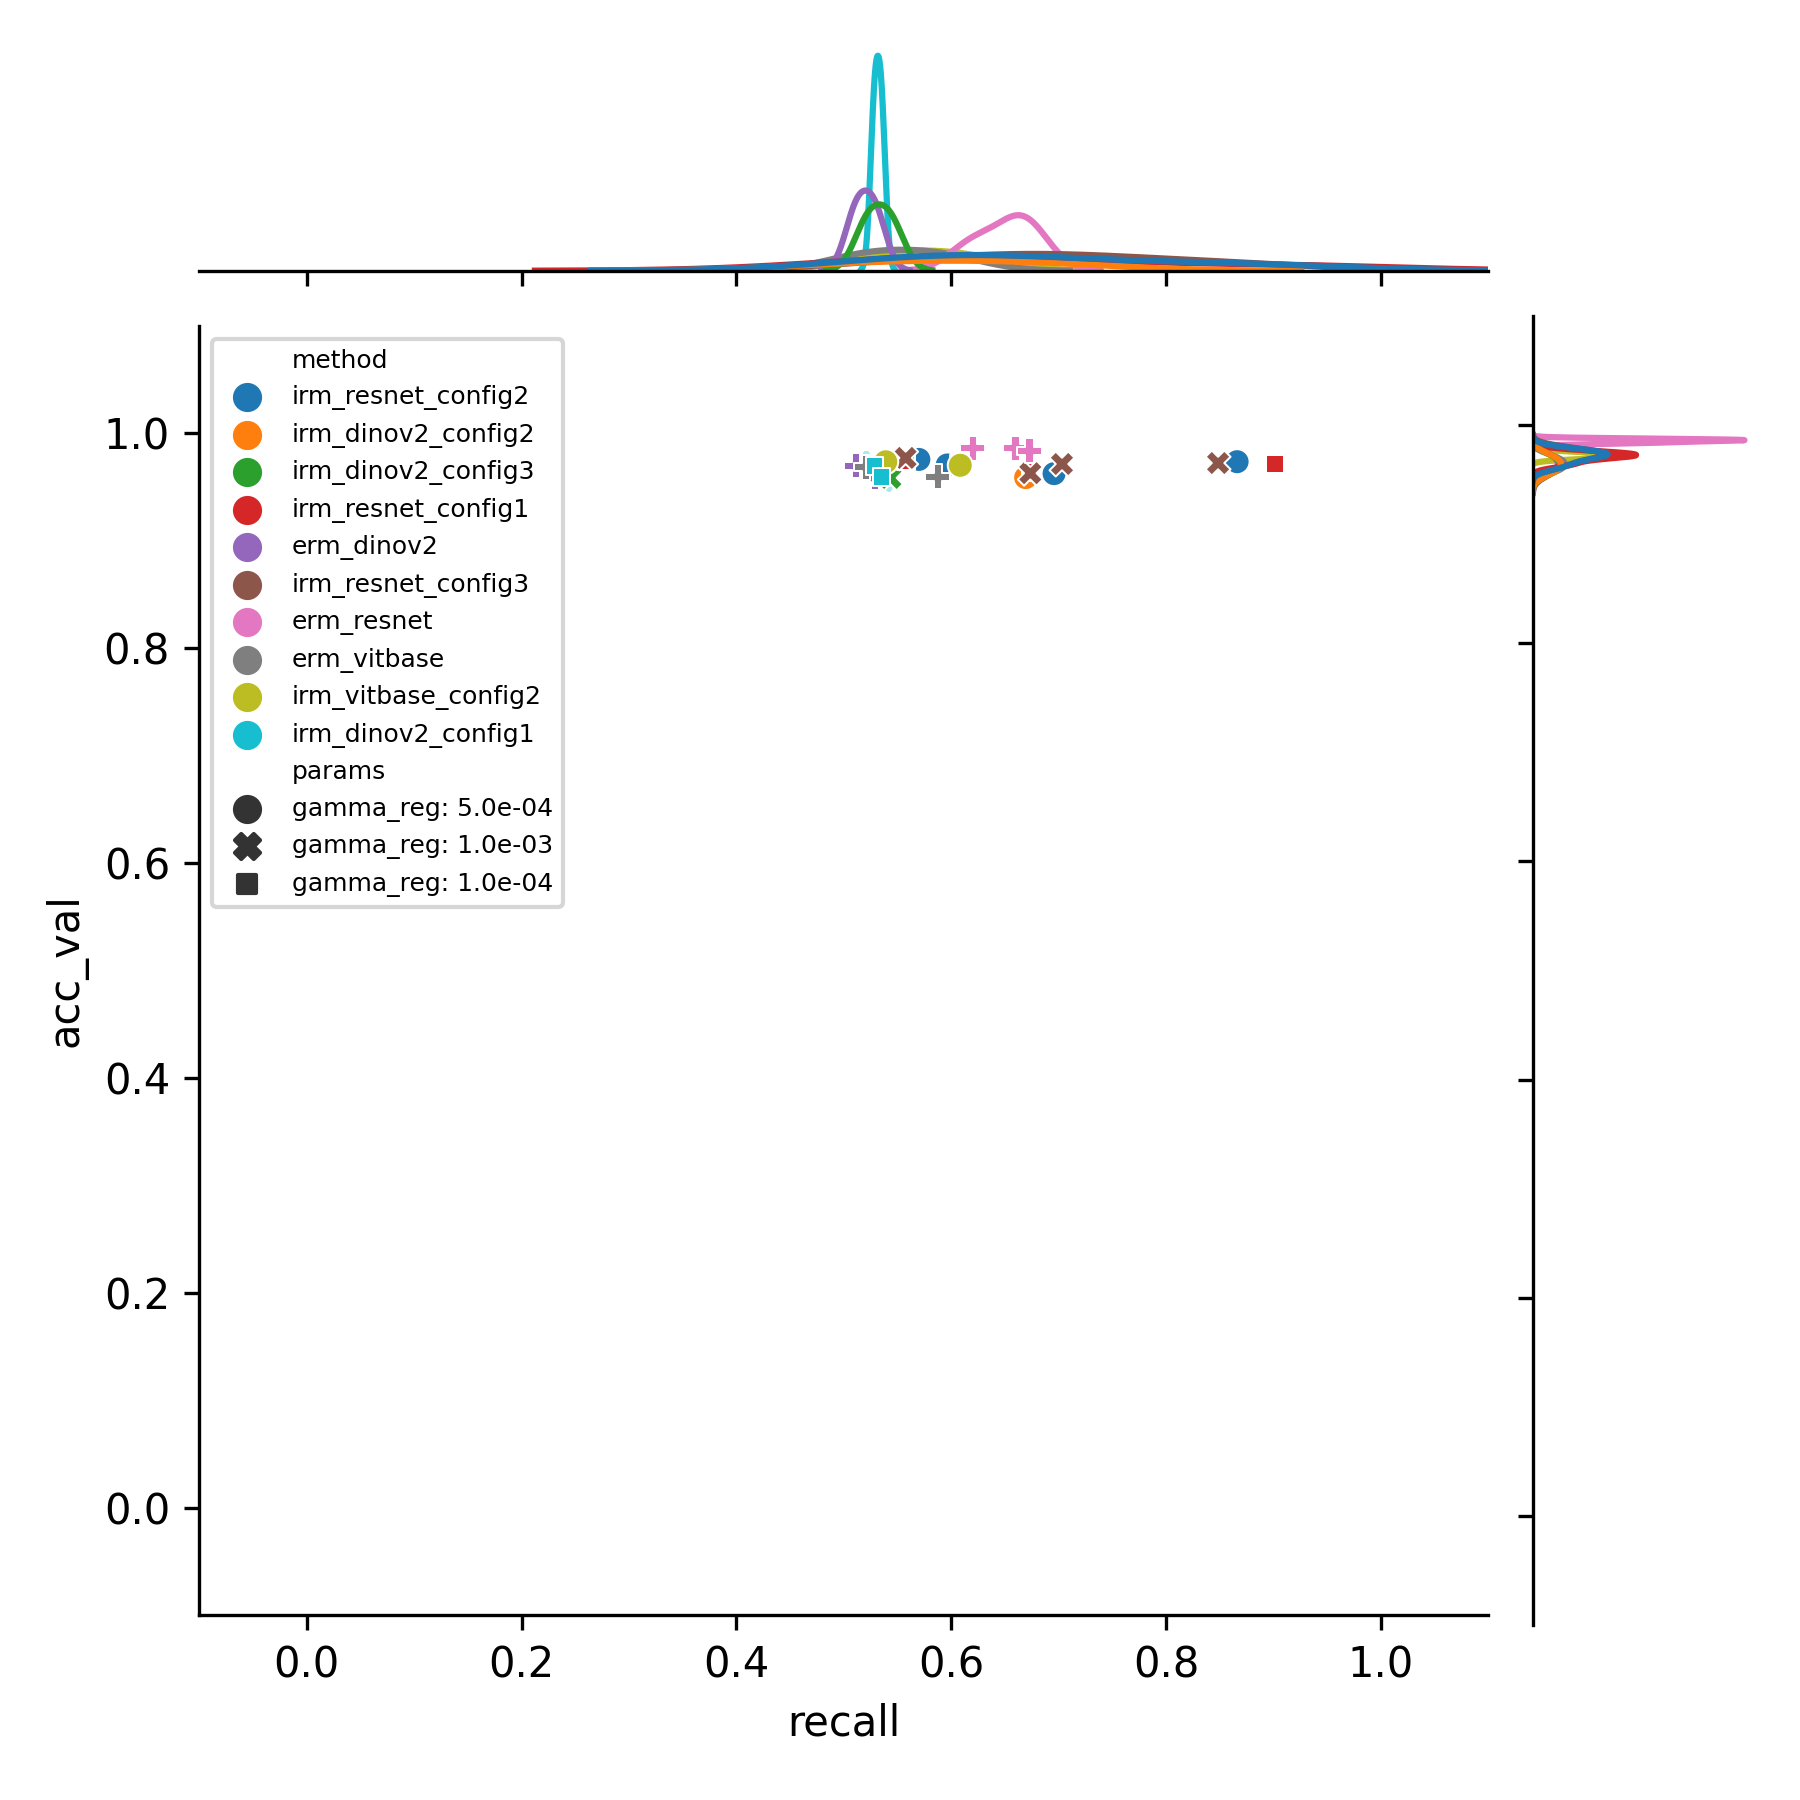 method
irm_resnet_config2
irm_dinov2_config2
irm_dinov2_config3
irm_resnet_config1
erm_dinov2
irm_resnet_config3
erm_resnet
erm_vitbase
irm_vitbase_config2
irm_dinov2_config1
params
gamma_reg: 5.0e-04
gamma_reg: 1.0e-03
gamma_reg: 1.0e-04
1.0
0.8
0.6
0.4
0.2
0.0
acc_val
0.0 0.2 0.4 0.6 0.8 1.0
recall